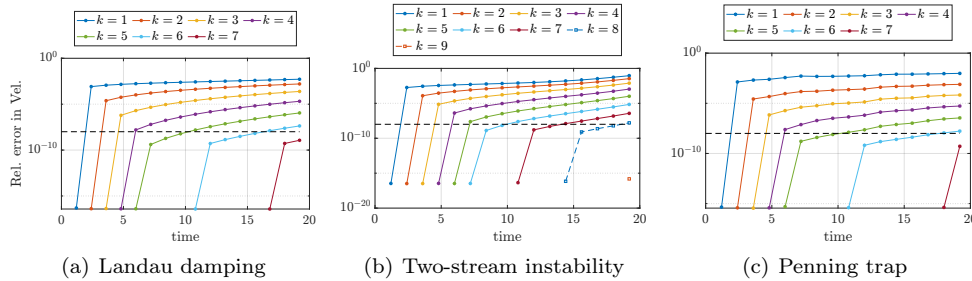 k = 1 k = 2 k = 3 k = 4
k = 5 k = 6 k = 7
Rel. error in Vel.
10^0
10^-10
0 5 10 15 20
time
(a) Landau damping
k = 1 k = 2 k = 3 k = 4
k = 5 k = 6 k = 7 k = 8
k = 9
10^0
10^-10
10^-20
0 5 10 15 20
time
(b) Two-stream instability
k = 1 k = 2 k = 3 k = 4
k = 5 k = 6 k = 7
10^0
10^-10
0 5 10 15 20
time
(c) Penning trap